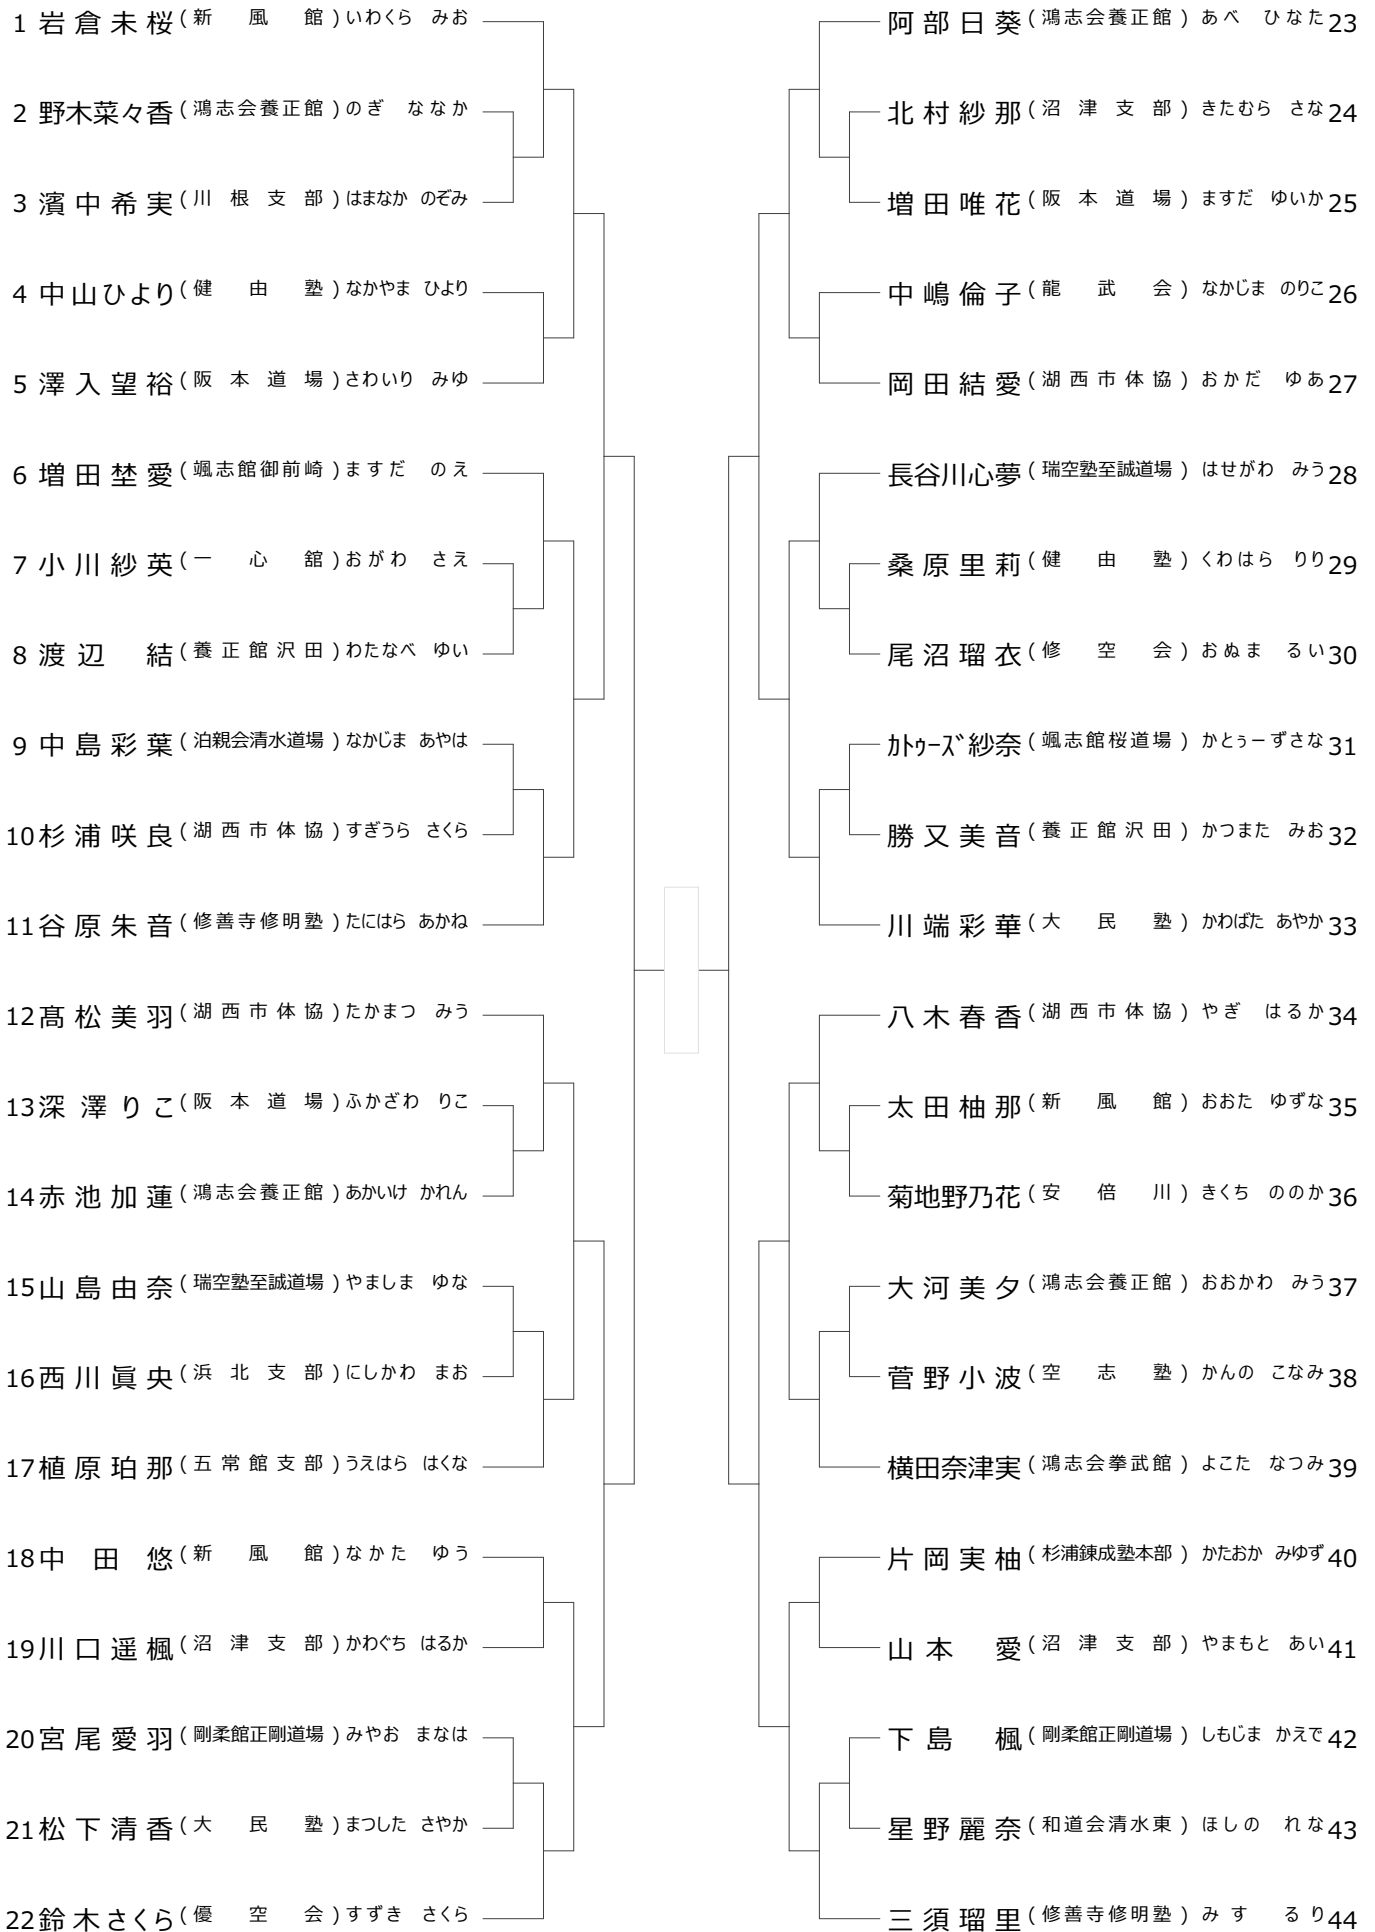 1 岩倉未桜 (新風館) いわくら みお
2 野木菜々香 (鴻志会養正館) のぎ ななか
3 濱中希実 (川根支部) はまなか のぞみ
4 中山ひより (健由塾) なかやま ひより
5 澤入望裕 (阪本道場) さわいり みゆ
6 増田埜愛 (颯志館御前崎) ますだ のえ
7 小川紗英 (一心館) おがわ さえ
8 渡辺 結 (養正館沢田) わたなべ ゆい
9 中島彩葉 (泊親会清水道場) なかじま あやは
10 杉浦咲良 (湖西市体協) すぎうら さくら
11 谷原朱音 (修善寺修明塾) たにはら あかね
12 髙松美羽 (湖西市体協) たかまつ みう
13 深澤りこ (阪本道場) ふかざわ りこ
14 赤池加蓮 (鴻志会養正館) あかいけ かれん
15 山島由奈 (瑞空塾至誠道場) やましま ゆな
16 西川眞央 (浜北支部) にしかわ まお
17 植原珀那 (五常館支部) うえはら はくな
18 中田 悠 (新風館) なかた ゆう
19 川口遥楓 (沼津支部) かわぐち はるか
20 宮尾愛羽 (剛柔館正剛道場) みやお まなは
21 松下清香 (大民塾) まつした さやか
22 鈴木さくら (優空会) すずき さくら
阿部日葵 (鴻志会養正館) あべ ひなた 23
北村紗那 (沼津支部) きたむら さな 24
増田唯花 (阪本道場) ますだ ゆいか 25
中嶋倫子 (龍武会) なかじま のりこ 26
岡田結愛 (湖西市体協) おかだ ゆあ 27
長谷川心夢 (瑞空塾至誠道場) はせがわ みう 28
桑原里莉 (健由塾) くわはら りり 29
尾沼瑠衣 (修空会) おぬま るい 30
ｶﾄｩｰｽﾞ紗奈 (颯志館桜道場) かとぅーずさな 31
勝又美音 (養正館沢田) かつまた みお 32
川端彩華 (大民塾) かわばた あやか 33
八木春香 (湖西市体協) やぎ はるか 34
太田柚那 (新風館) おおた ゆずな 35
菊地野乃花 (安倍川) きくち ののか 36
大河美夕 (鴻志会養正館) おおかわ みう 37
菅野小波 (空志塾) かんの こなみ 38
横田奈津実 (鴻志会拳武館) よこた なつみ 39
片岡実柚 (杉浦錬成塾本部) かたおか みゆず 40
山本 愛 (沼津支部) やまもと あい 41
下島 楓 (剛柔館正剛道場) しもじま かえで 42
星野麗奈 (和道会清水東) ほしの れな 43
三須瑠里 (修善寺修明塾) みす るり 44